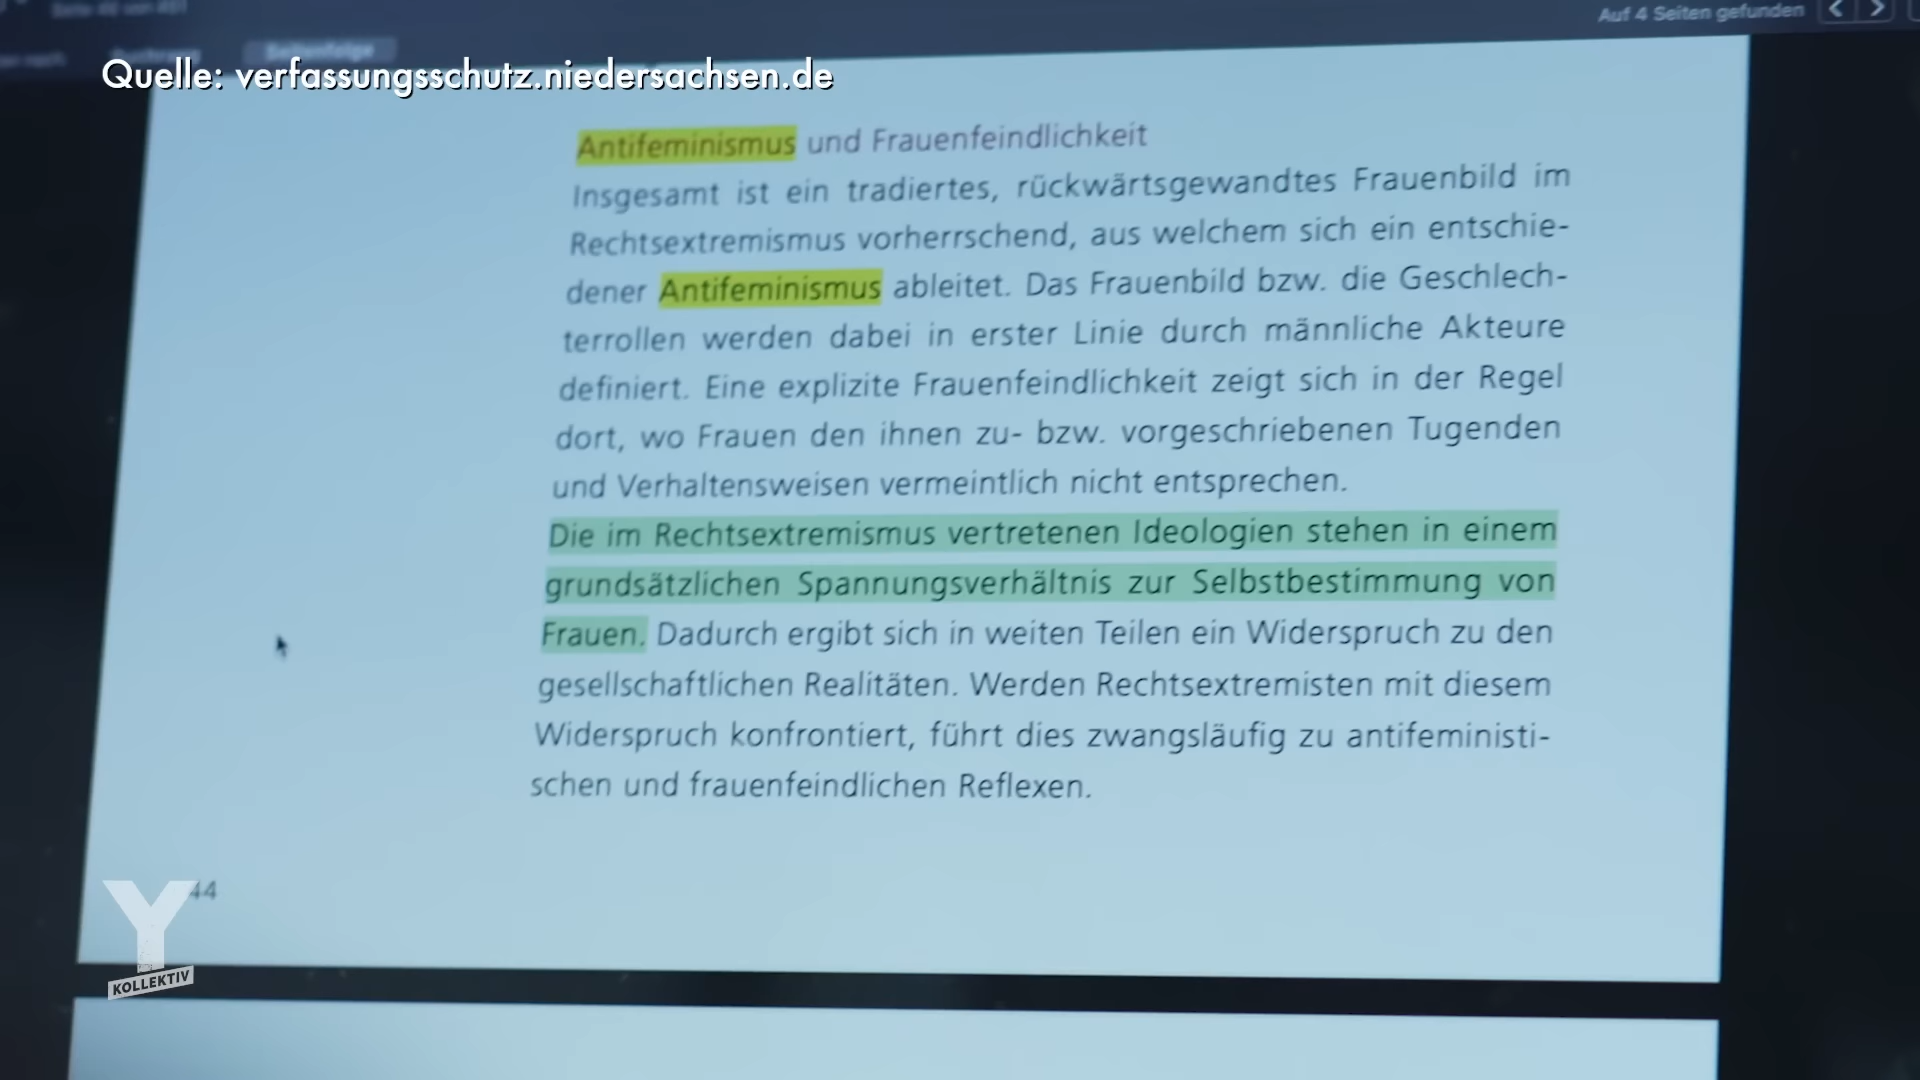 Auf 4 Seiten gefunden
Quelle: verfassungsschutz.niedersachsen.de
Antifeminismus und Frauenfeindlichkeit
Insgesamt ist ein tradiertes, rückwärtsgewandtes Frauenbild im
Rechtsextremismus vorherrschend, aus welchem sich ein entschie-
dener Antifeminismus ableitet. Das Frauenbild bzw. die Geschlech-
terrollen werden dabei in erster Linie durch männliche Akteure
definiert. Eine explizite Frauenfeindlichkeit zeigt sich in der Regel
dort, wo Frauen den ihnen zu- bzw. vorgeschriebenen Tugenden
und Verhaltensweisen vermeintlich nicht entsprechen.
Die im Rechtsextremismus vertretenen Ideologien stehen in einem
grundsätzlichen Spannungsverhältnis zur Selbstbestimmung von
Frauen. Dadurch ergibt sich in weiten Teilen ein Widerspruch zu den
gesellschaftlichen Realitäten. Werden Rechtsextremisten mit diesem
Widerspruch konfrontiert, führt dies zwangsläufig zu antifeministi-
schen und frauenfeindlichen Reflexen.
44
Y
KOLLEKTIV